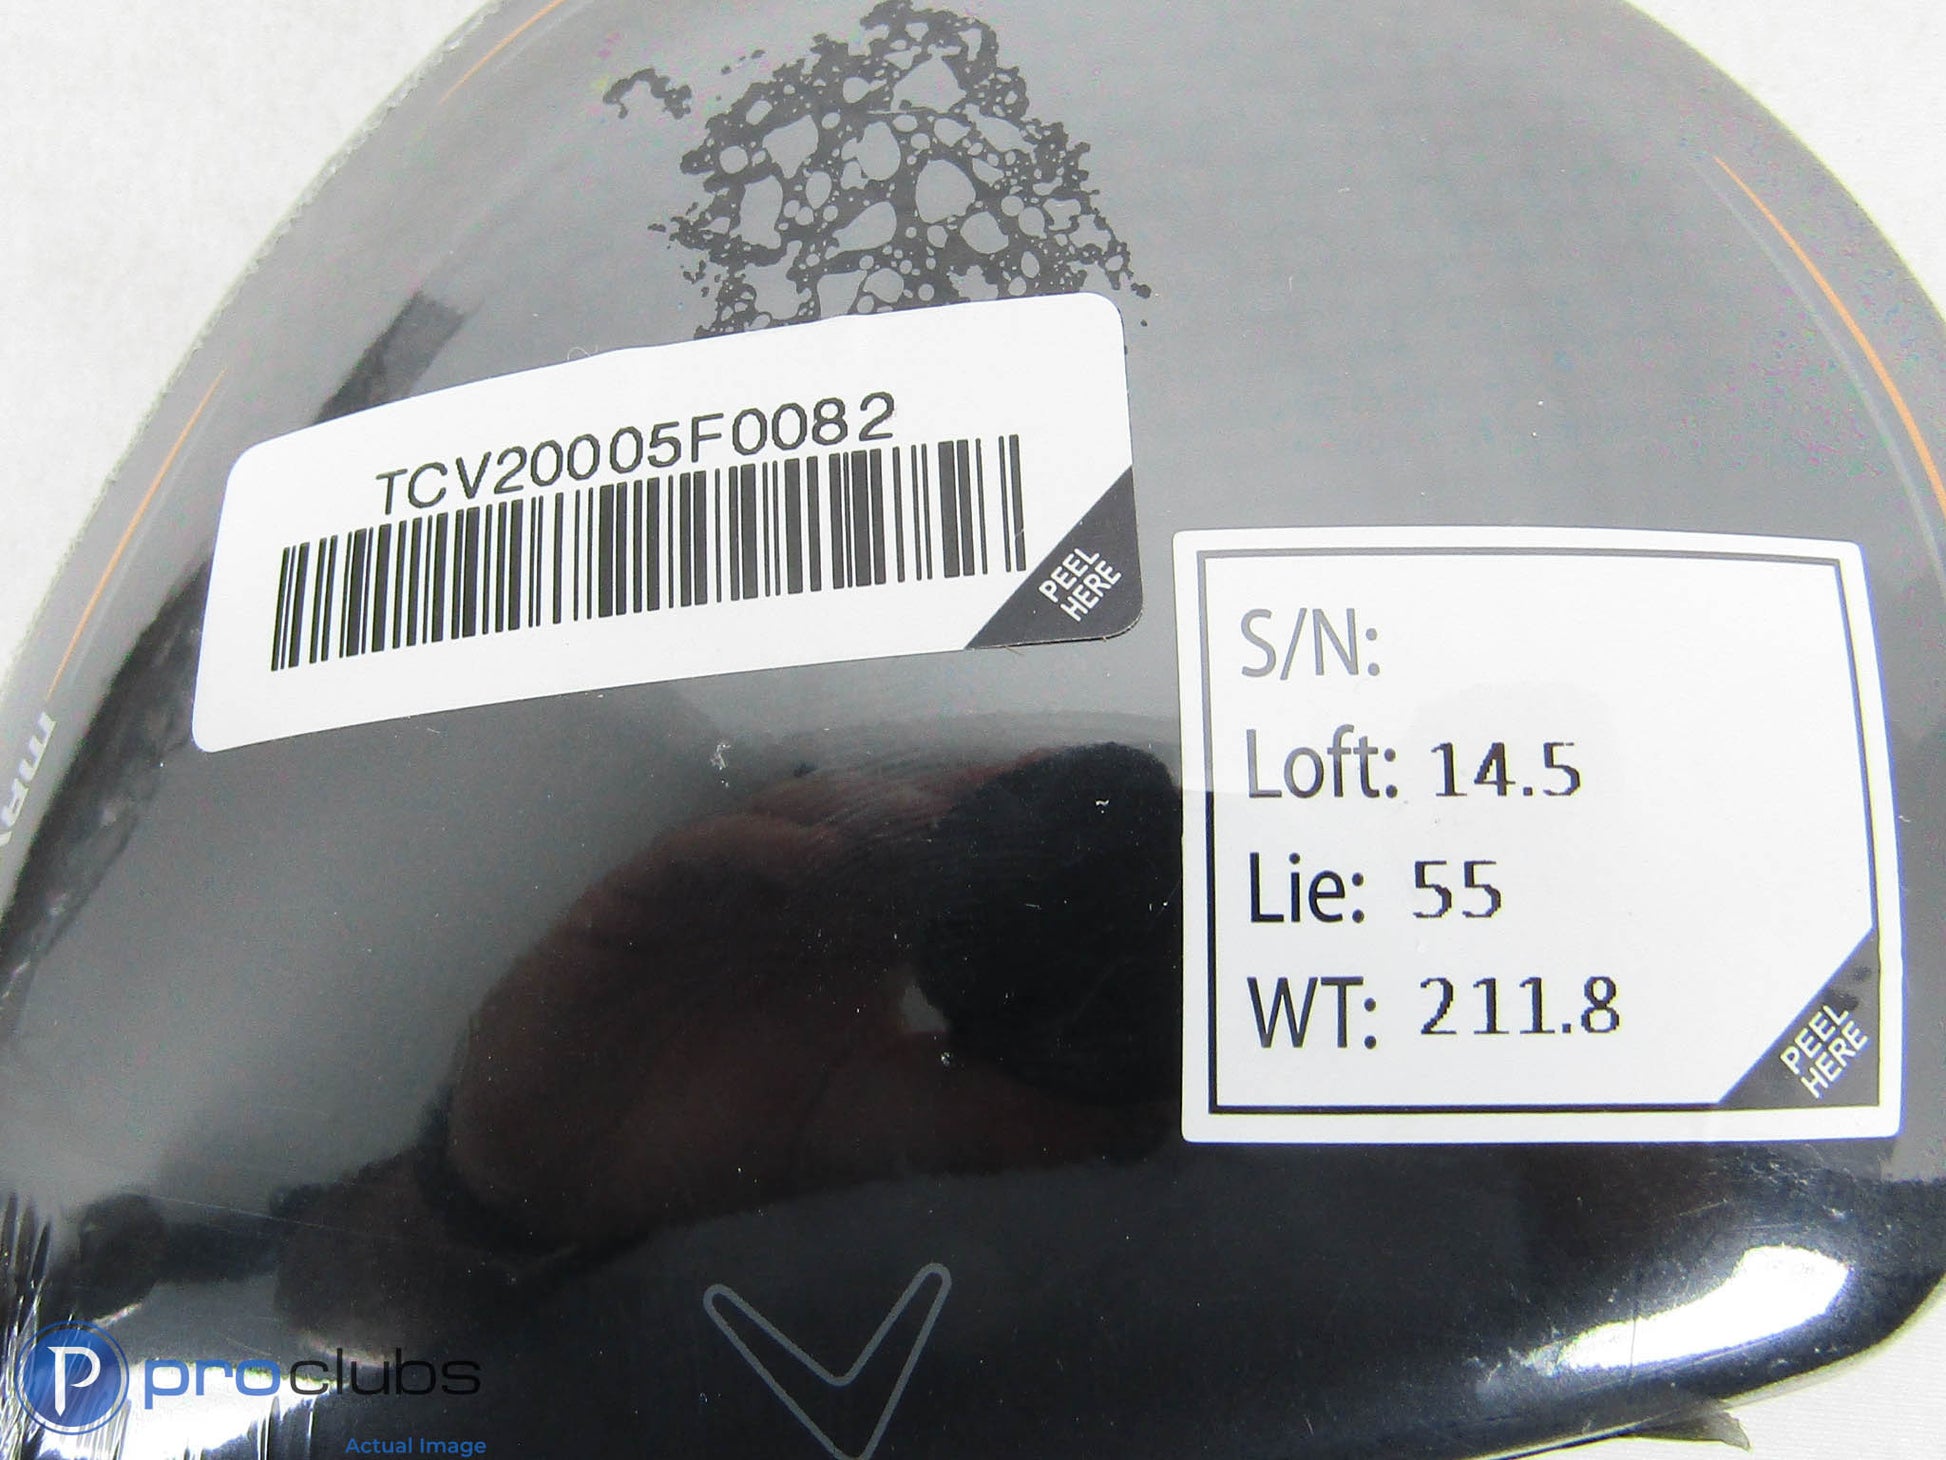 TCV20005F0082
PEEL
HERE
S/N:
Loft: 14.5
Lie: 55
WT: 211.8
PEEL
HERE
P proclubs
Actual Image